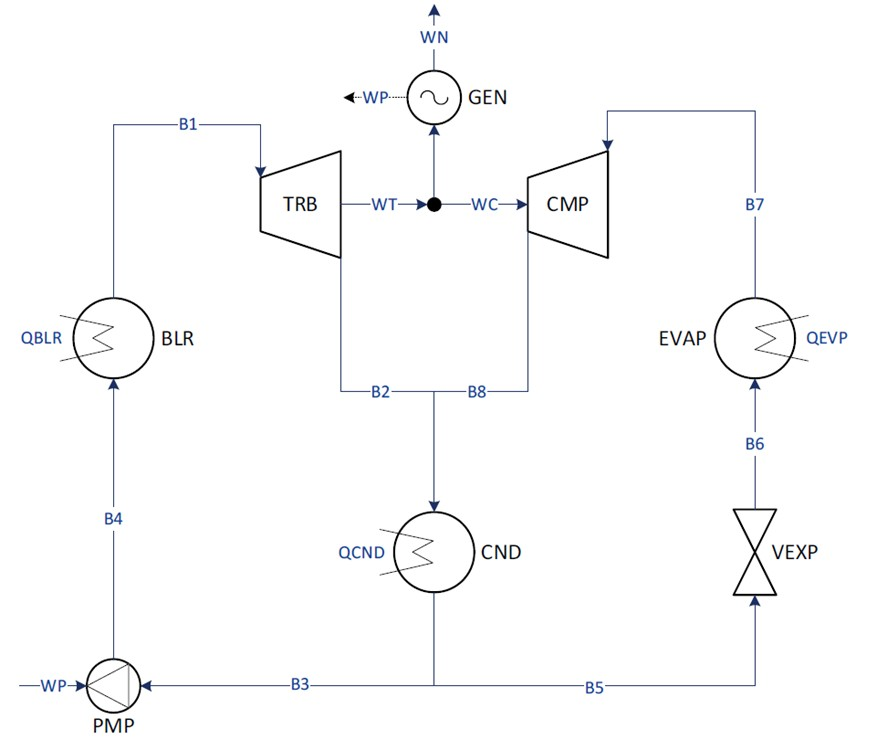 WN
WP
GEN
B1
TRB
WT
WC
CMP
B7
QBLR
BLR
EVAP
QEVP
B2
B8
B6
B4
QCND
CND
VEXP
WP
B3
B5
PMP